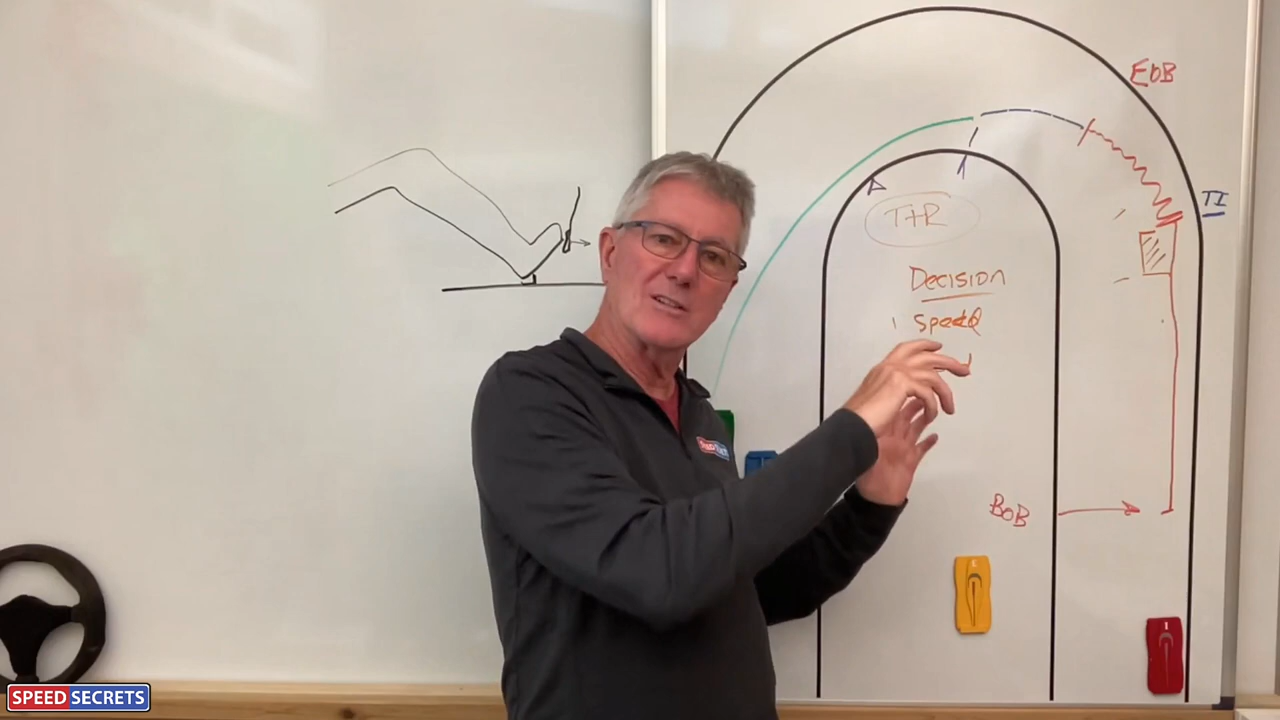 EOB
TI
T+R
Decision
Speed
BOB
SPEED SECRETS